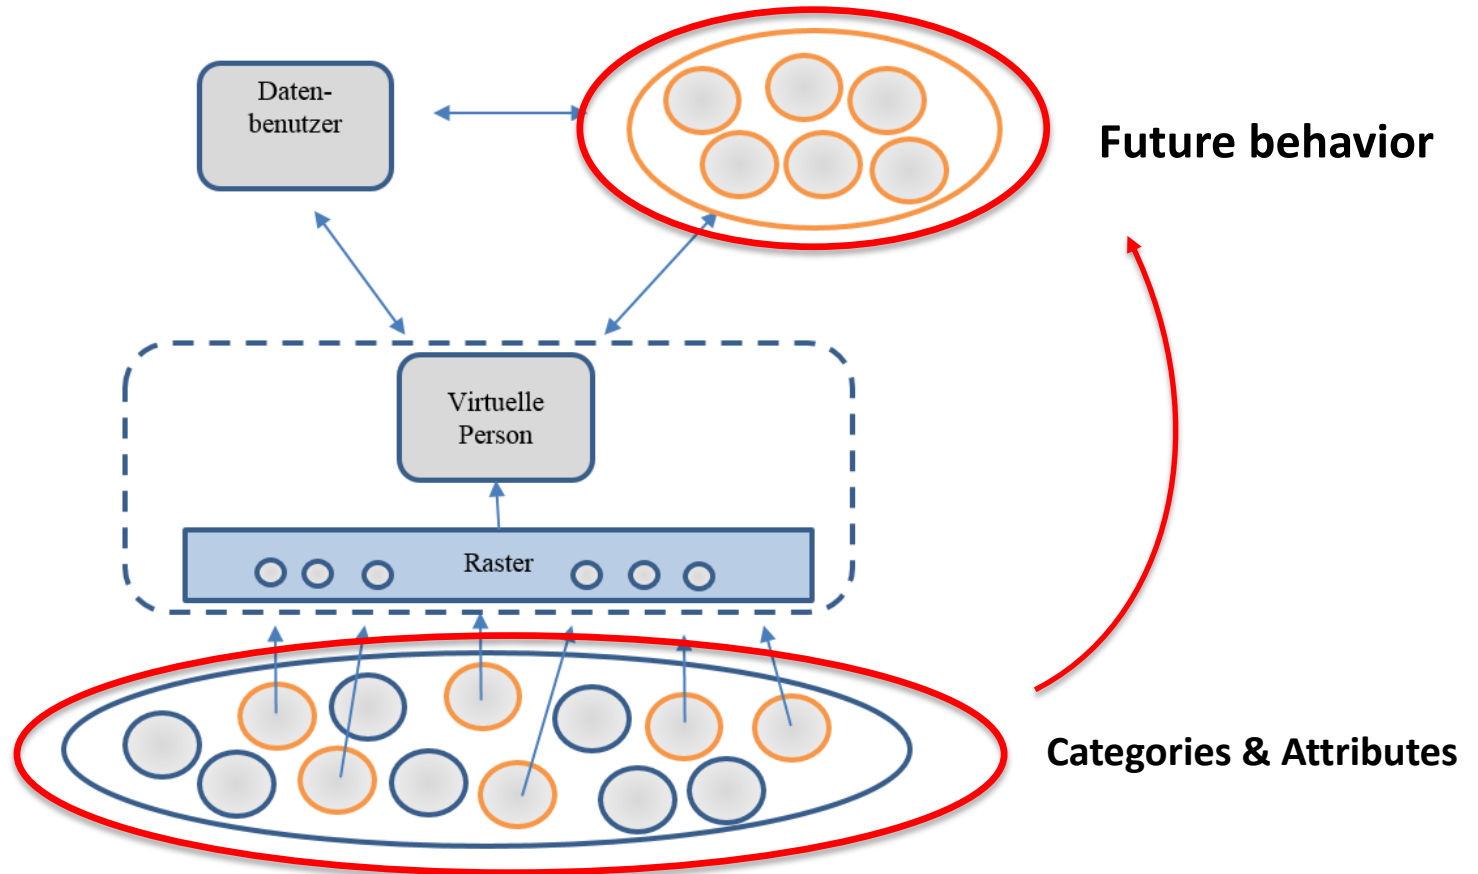 Daten-
benutzer
Future behavior
Virtuelle
Person
Raster
Categories & Attributes